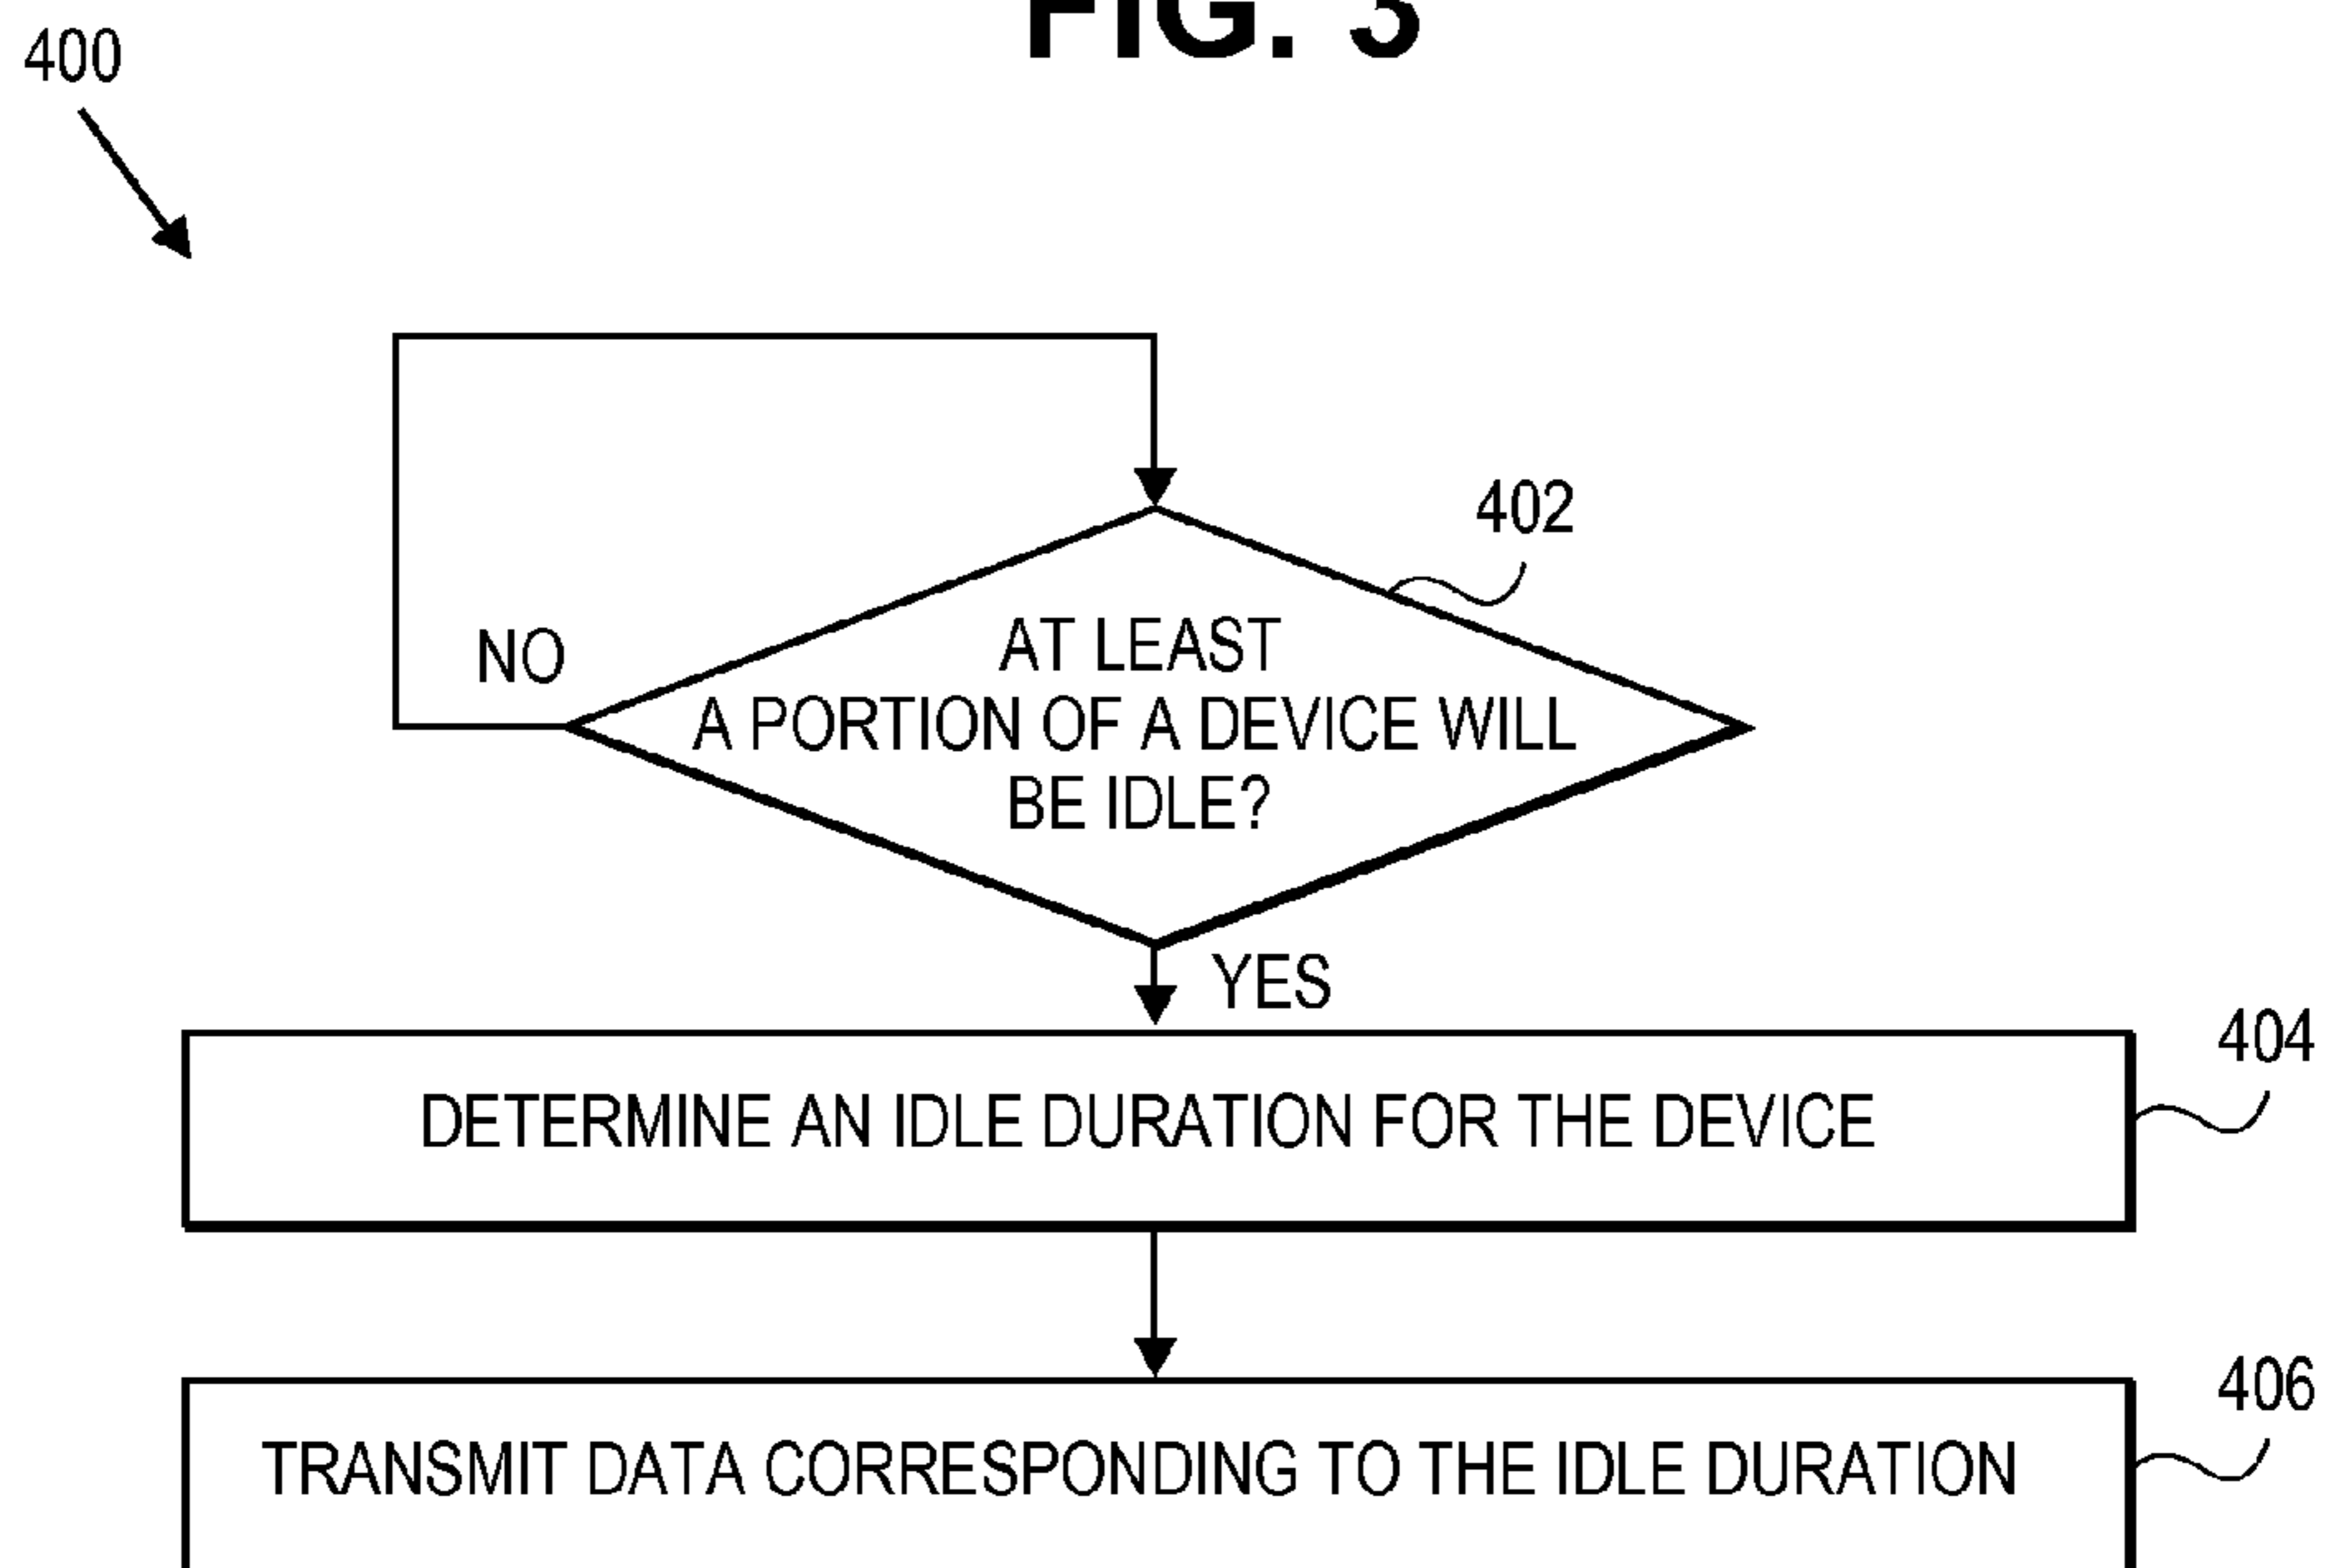 FIG. 3
400
402
NO
AT LEAST
A PORTION OF A DEVICE WILL
BE IDLE?
YES
404
DETERMINE AN IDLE DURATION FOR THE DEVICE
406
TRANSMIT DATA CORRESPONDING TO THE IDLE DURATION